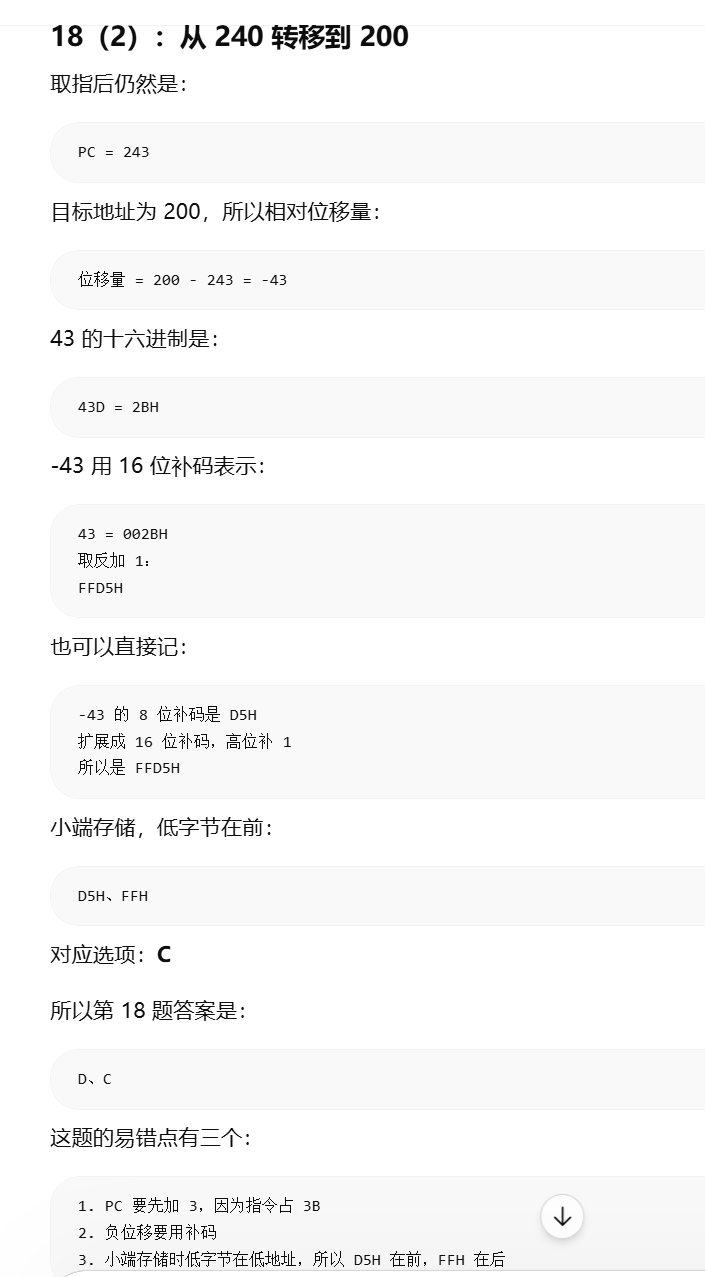 18（2）：从 240 转移到 200
取指后仍然是：
PC = 243
目标地址为 200，所以相对位移量：
位移量 = 200 - 243 = -43
43 的十六进制是：
43D = 2BH
-43 用 16 位补码表示：
43 = 002BH
取反加 1：
FFD5H
也可以直接记：
-43 的 8 位补码是 D5H
扩展成 16 位补码，高位补 1
所以是 FFD5H
小端存储，低字节在前：
D5H、FFH
对应选项：C
所以第 18 题答案是：
D、C
这题的易错点有三个：
1. PC 要先加 3，因为指令占 3B
2. 负位移要用补码
3. 小端存储时低字节在低地址，所以 D5H 在前，FFH 在后